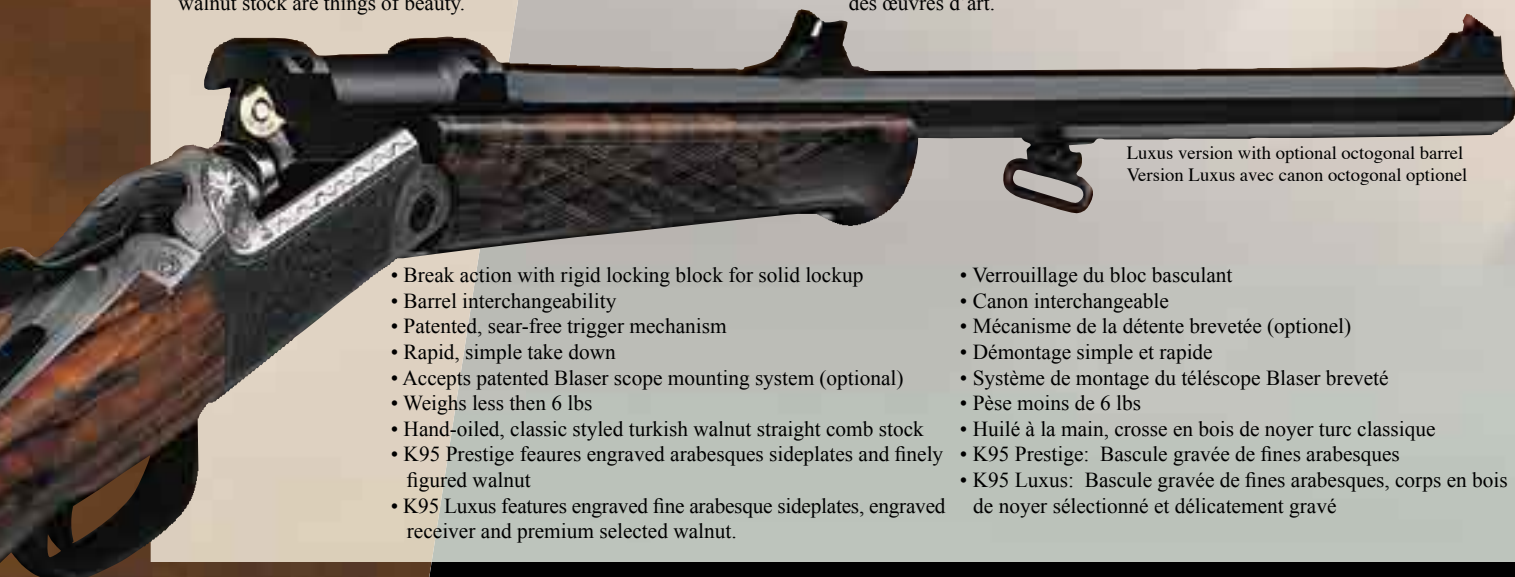 walnut stock are things of beauty.
des œuvres d'art.
Luxus version with optional octogonal barrel
Version Luxus avec canon octogonal optionel
• Break action with rigid locking block for solid lockup
• Barrel interchangeability
• Patented, sear-free trigger mechanism
• Rapid, simple take down
• Accepts patented Blaser scope mounting system (optional)
• Weighs less then 6 lbs
• Hand-oiled, classic styled turkish walnut straight comb stock
• K95 Prestige feaures engraved arabesques sideplates and finely
figured walnut
• K95 Luxus features engraved fine arabesque sideplates, engraved
receiver and premium selected walnut.
• Verrouillage du bloc basculant
• Canon interchangeable
• Mécanisme de la détente brevetée (optionel)
• Démontage simple et rapide
• Système de montage du téléscope Blaser breveté
• Pèse moins de 6 lbs
• Huilé à la main, crosse en bois de noyer turc classique
• K95 Prestige: Bascule gravée de fines arabesques
• K95 Luxus: Bascule gravée de fines arabesques, corps en bois
de noyer sélectionné et délicatement gravé